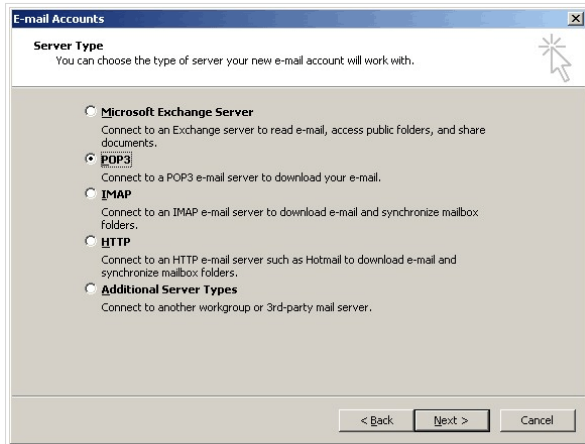 E-mail Accounts
Server Type
You can choose the type of server your new e-mail account will work with.
Microsoft Exchange Server
Connect to an Exchange server to read e-mail, access public folders, and share
documents.
POP3
Connect to a POP3 e-mail server to download your e-mail.
IMAP
Connect to an IMAP e-mail server to download e-mail and synchronize mailbox
folders.
HTTP
Connect to an HTTP e-mail server such as Hotmail to download e-mail and
synchronize mailbox folders.
Additional Server Types
Connect to another workgroup or 3rd-party mail server.
< Back Next > Cancel